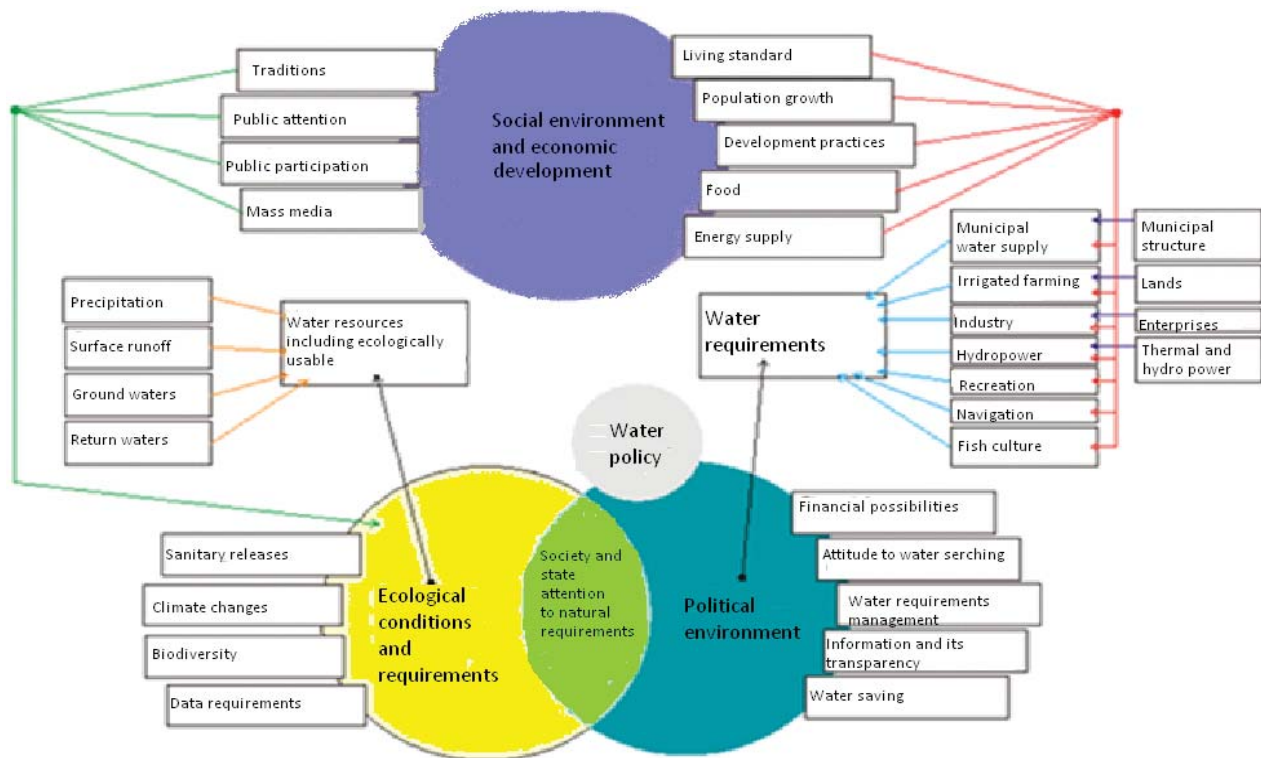 Traditions
Public attention
Public participation
Mass media
Social environment
and economic
development
Living standard
Population growth
Development practices
Food
Energy supply
Municipal
water supply
Irrigated farming
Industry
Hydropower
Recreation
Navigation
Fish culture
Municipal
structure
Lands
Enterprises
Thermal and
hydro power
Precipitation
Surface runoff
Ground waters
Return waters
Water resources
including ecologically
usable
Water
requirements
Water
policy
Sanitary releases
Climate changes
Biodiversity
Data requirements
Ecological
conditions
and
requirements
Society and
state
attention
to natural
requirements
Political
environment
Financial possibilities
Attitude to water serching
Water requirements
management
Information and its
transparency
Water saving